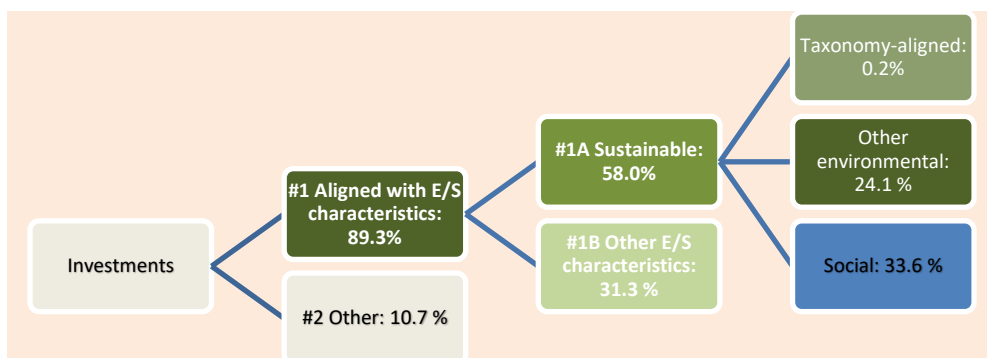 Taxonomy-aligned:
0.2%
#1A Sustainable:
58.0%
Other
environmental:
24.1 %
#1 Aligned with E/S
characteristics:
89.3%
#1B Other E/S
characteristics:
31.3 %
Investments
Social: 33.6 %
#2 Other: 10.7 %